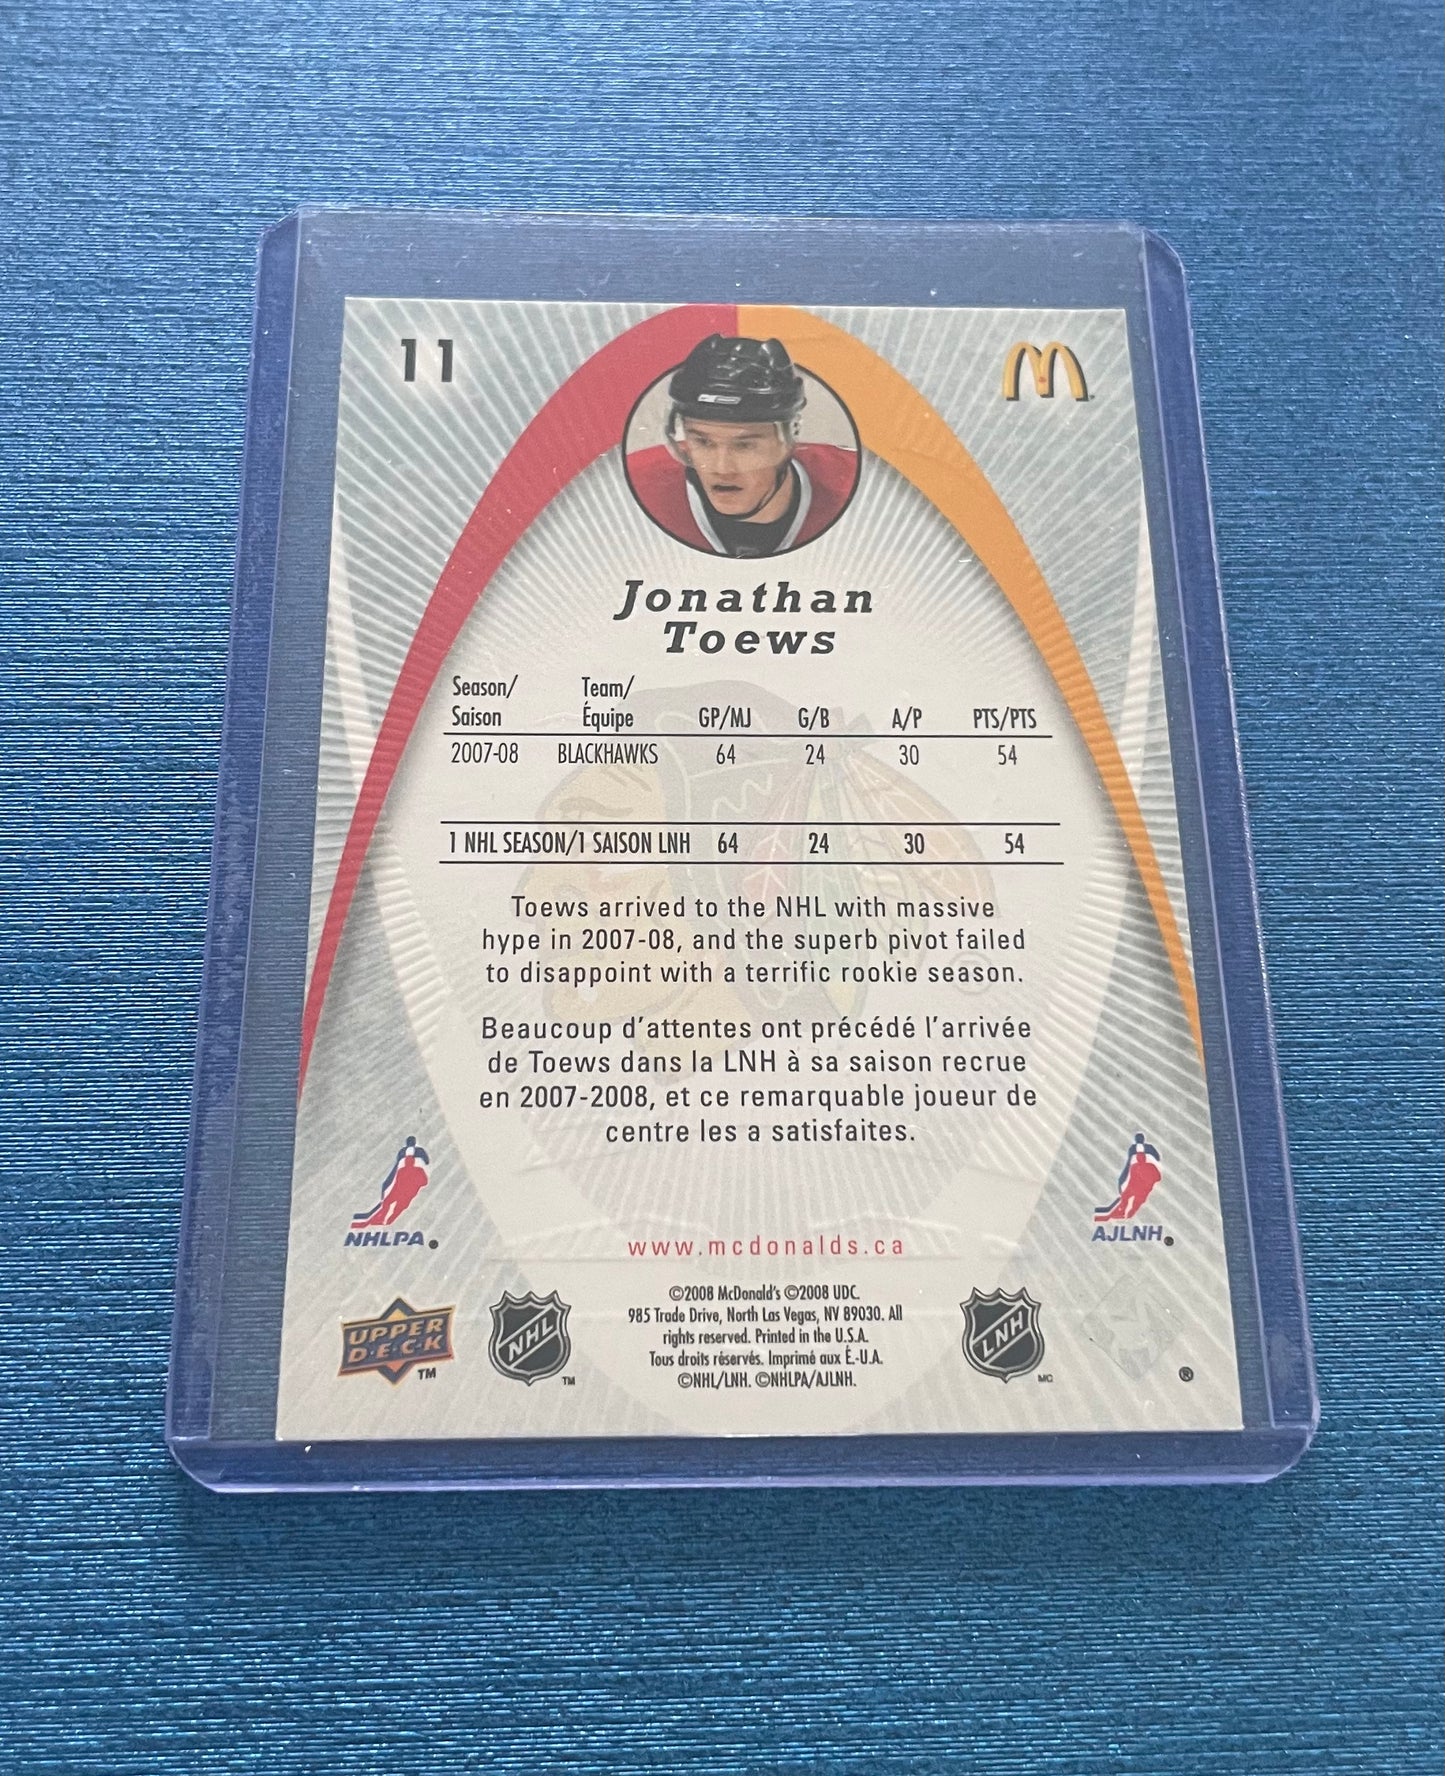 11
Jonathan
Toews
Season/ Team/
Saison Équipe GP/MJ G/B A/P PTS/PTS
2007-08 BLACKHAWKS 64 24 30 54
1 NHL SEASON/1 SAISON LNH 64 24 30 54
Toews arrived to the NHL with massive
hype in 2007-08, and the superb pivot failed
to disappoint with a terrific rookie season.
Beaucoup d'attentes ont précédé l'arrivée
de Toews dans la LNH à sa saison recrue
en 2007-2008, et ce remarquable joueur de
centre les a satisfaites.
NHLPA. AJLNH.
www.mcdonalds.ca
©2008 McDonald's ©2008 UDC.
985 Trade Drive, North Las Vegas, NV 89030. All
rights reserved. Printed in the U.S.A.
Tous droits réservés. Imprimé aux É.-U.A.
©NHL/LNH. ©NHLPA/AJLNH.
UPPER
D·E·C·K
TM
NHL
TM
LNH
MC
®